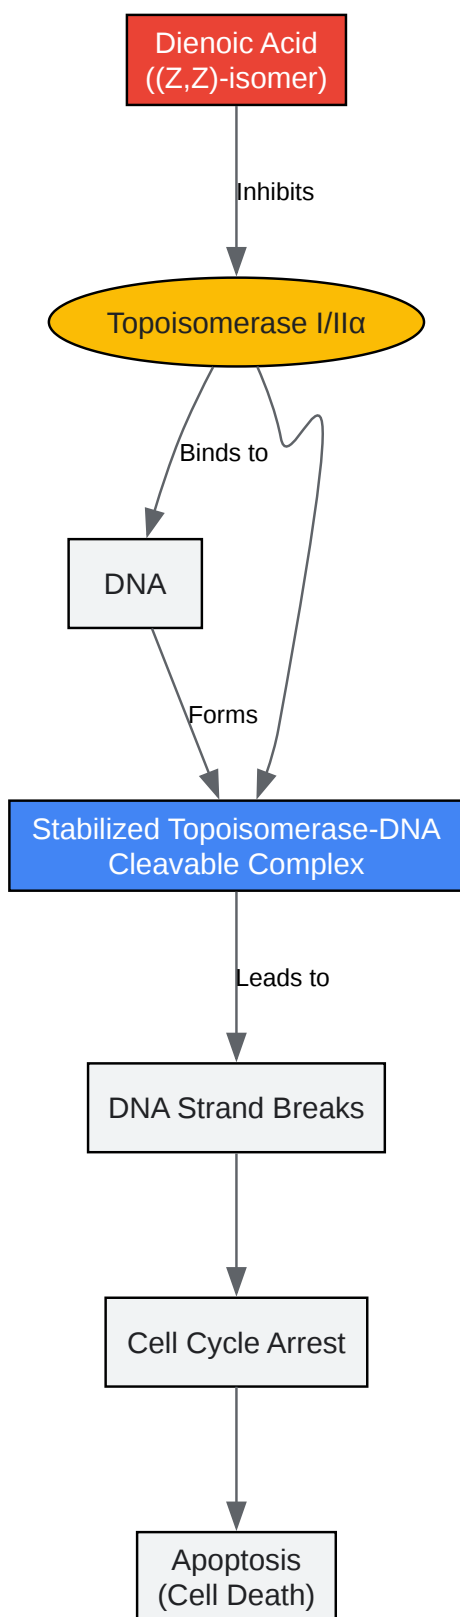 Dienoic Acid
((Z,Z)-isomer)
Inhibits
Topoisomerase I/IIα
Binds to
DNA
Forms
Stabilized Topoisomerase-DNA
Cleavable Complex
Leads to
DNA Strand Breaks
Cell Cycle Arrest
Apoptosis
(Cell Death)